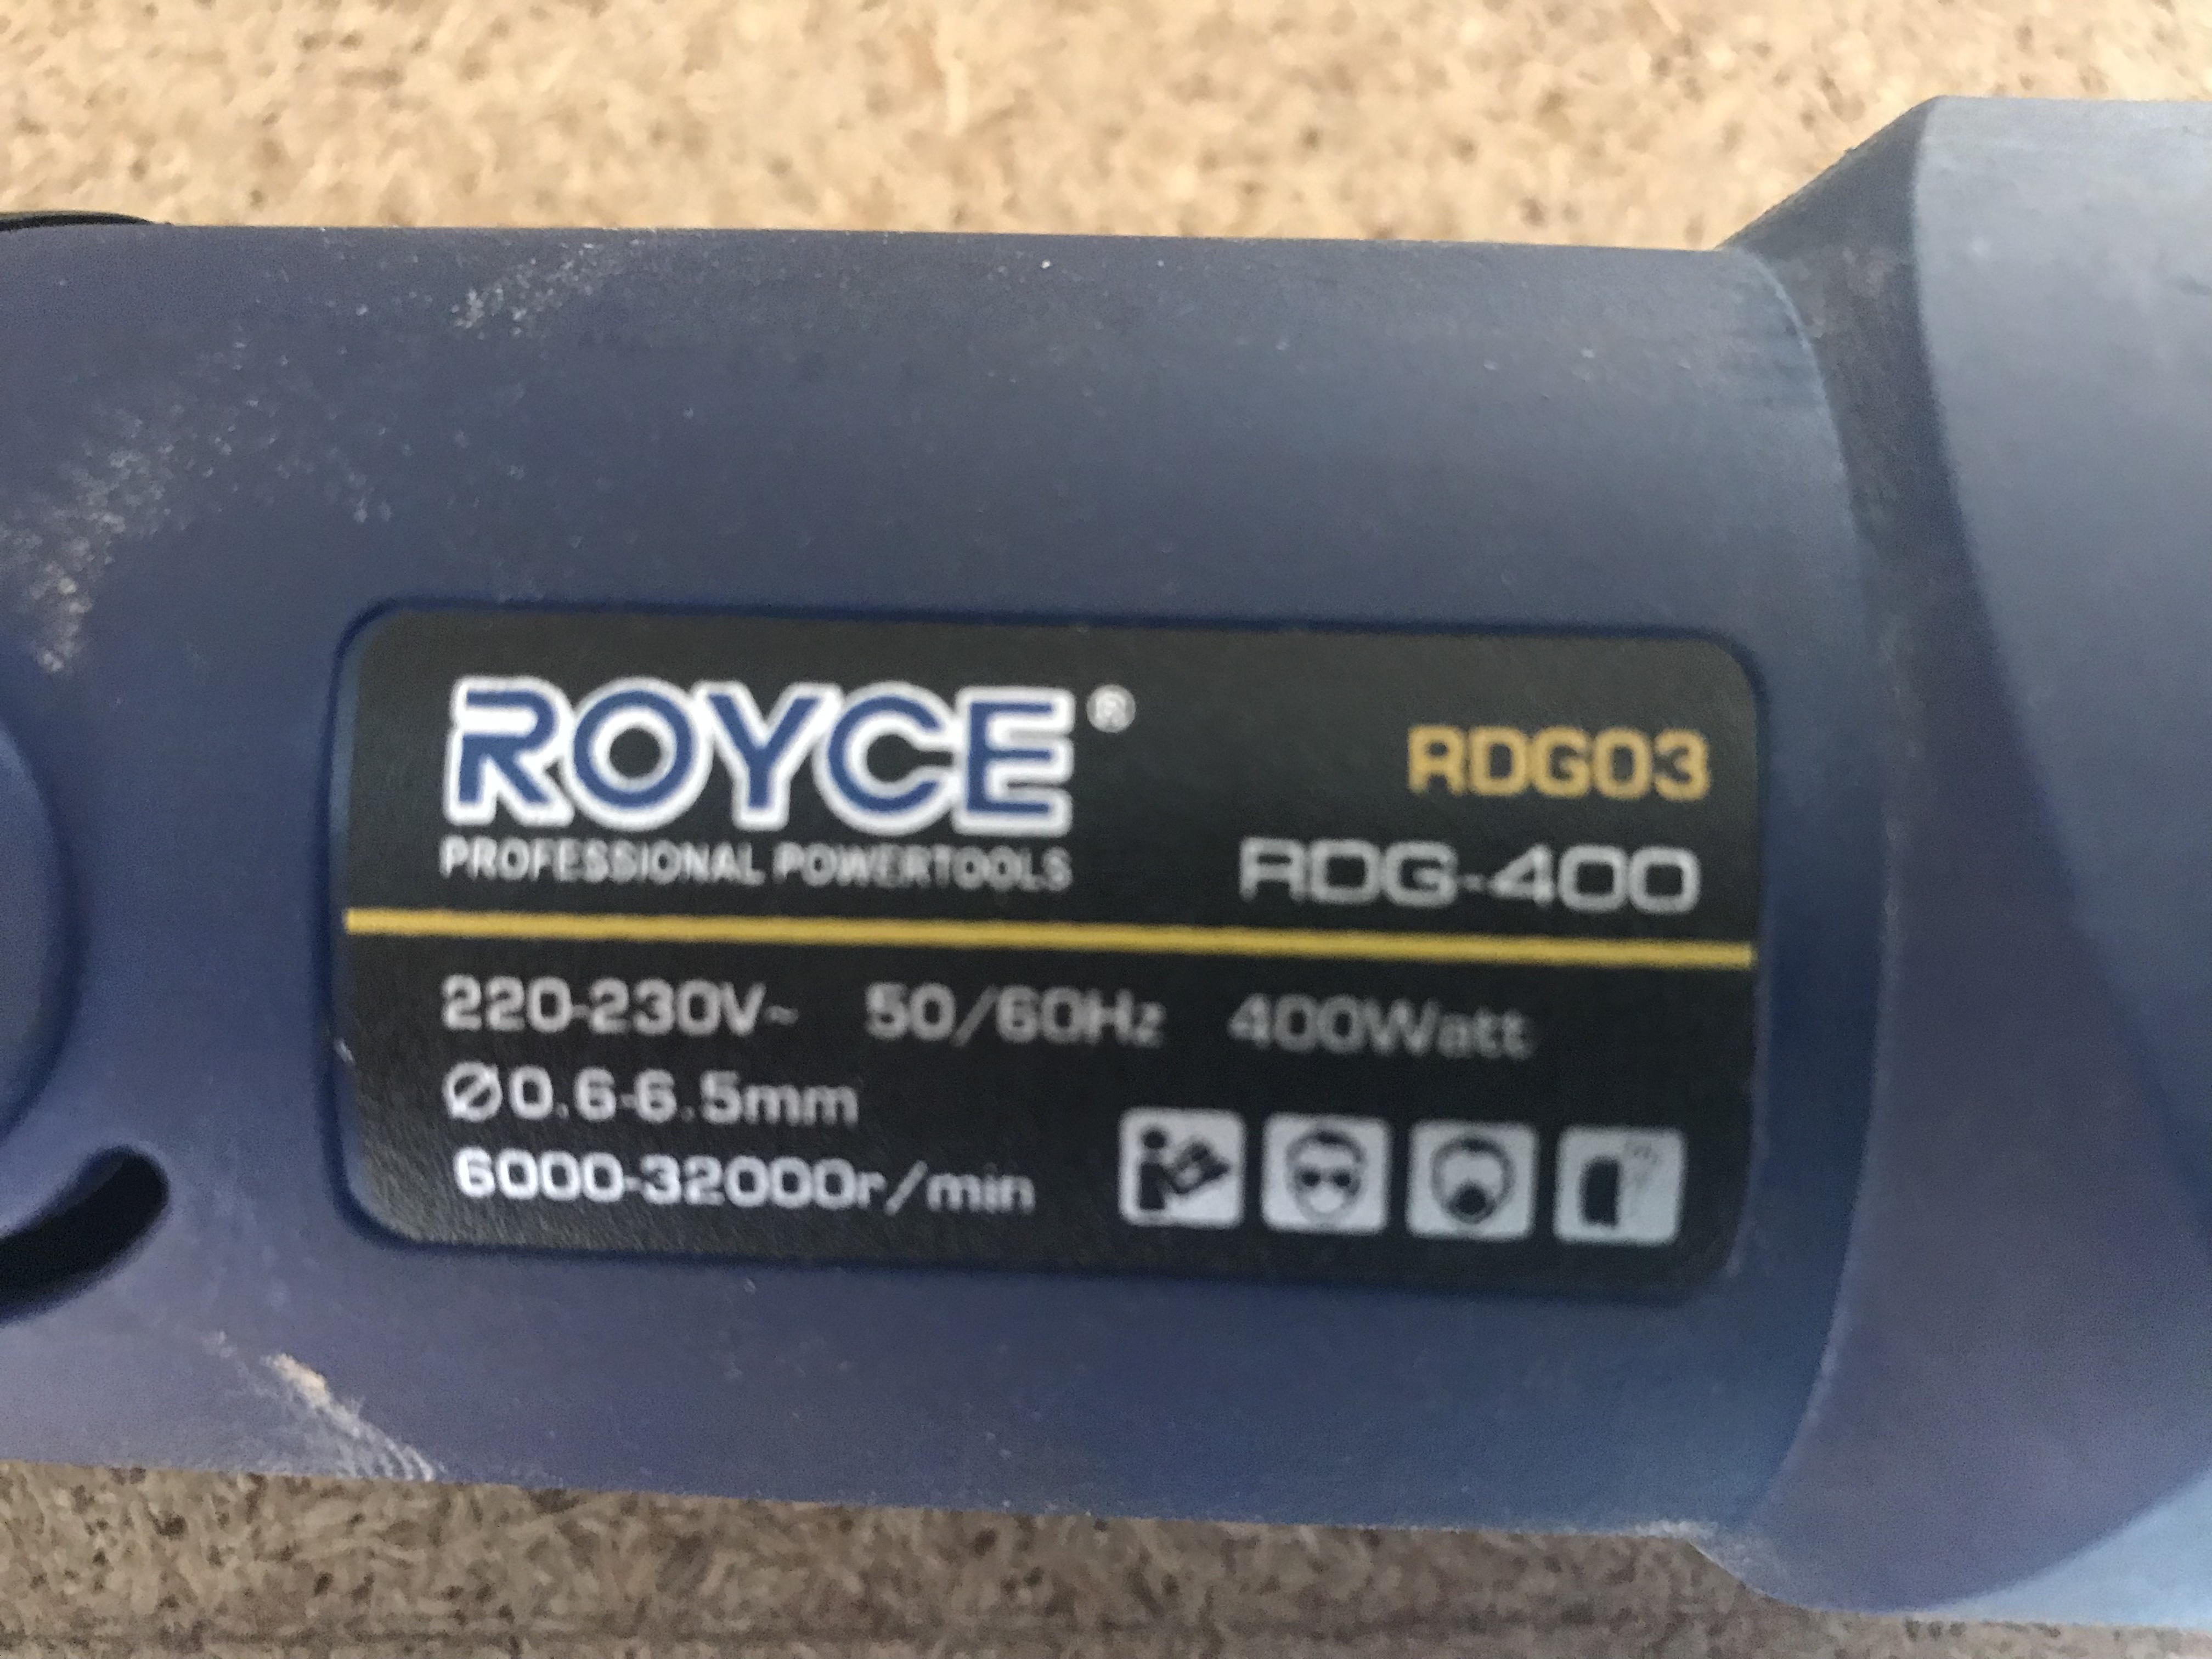 ROYCE®
PROFESSIONAL POWERTOOLS
RDG03
RDG-400
220-230V~ 50/60Hz 400Watt
Ø0.6-6.5mm
6000-32000r/min